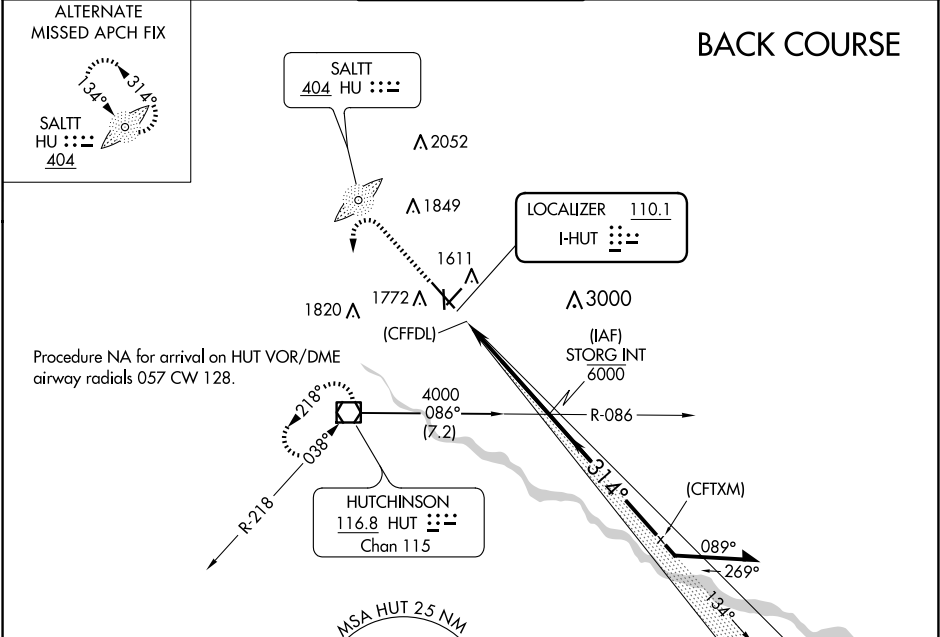 ALTERNATE
MISSED APCH FIX
134°
314°
SALTT
HU
404
BACK COURSE
SALTT
404 HU
2052
1849
LOCALIZER 110.1
I-HUT
1611
1772
1820
3000
(CFFDL)
(IAF)
STORG INT
6000
Procedure NA for arrival on HUT VOR/DME
airway radials 057 CW 128.
4000
086°
(7.2)
R-086
218°
038°
R-218
314°
(CFTXM)
HUTCHINSON
116.8 HUT
Chan 115
089°
269°
134°
MSA HUT 25 NM